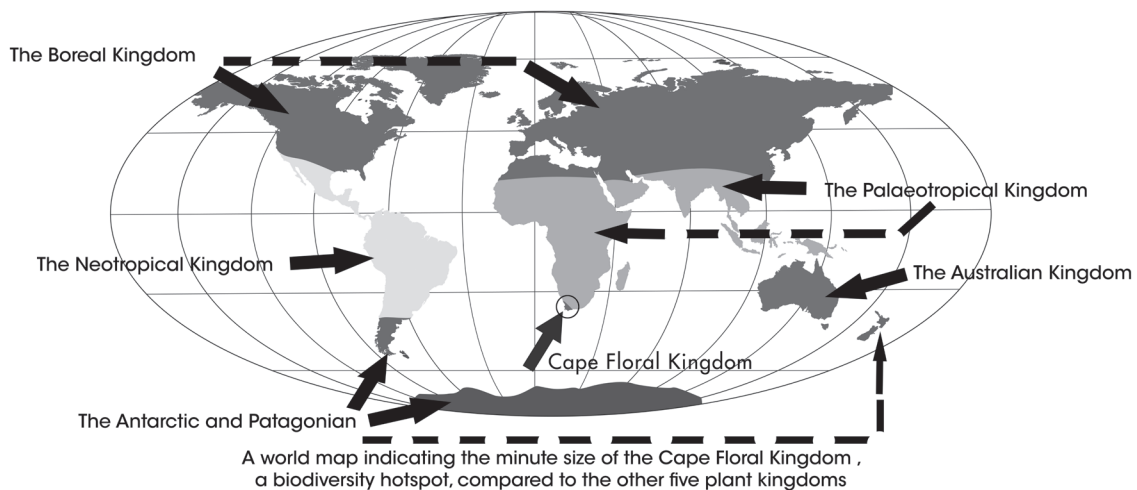 The Boreal Kingdom
The Palaeotropical Kingdom
The Neotropical Kingdom
The Australian Kingdom
Cape Floral Kingdom
The Antarctic and Patagonian
A world map indicating the minute size of the Cape Floral Kingdom ,
a biodiversity hotspot, compared to the other five plant kingdoms